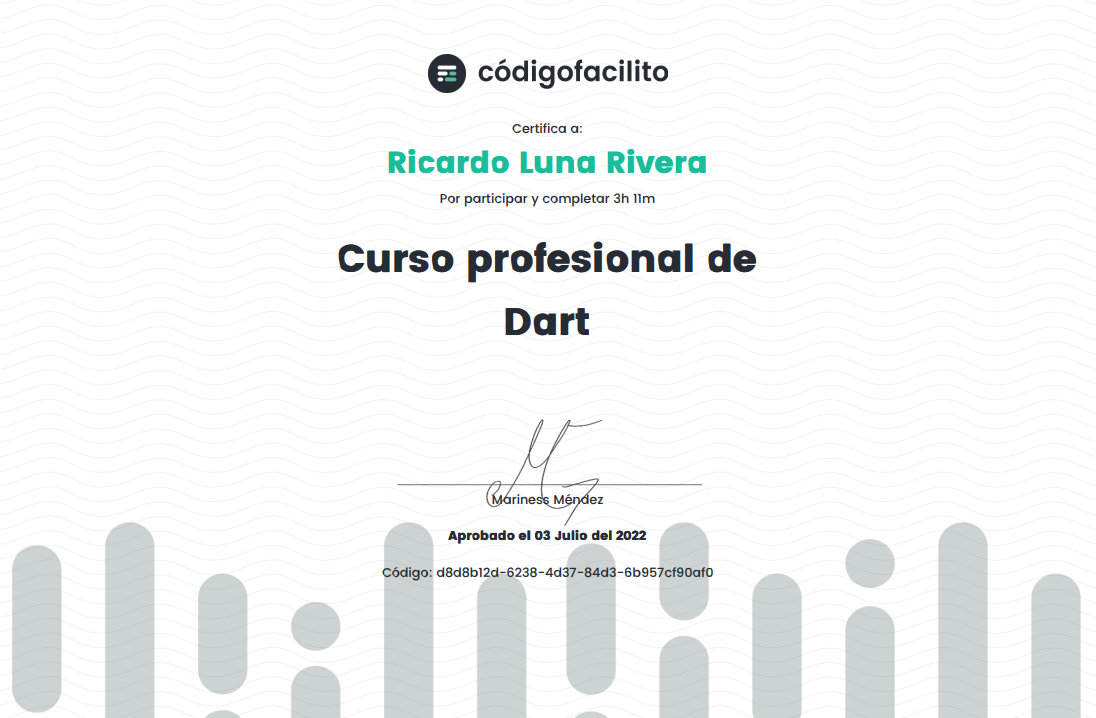 códigofacilito
Certifica a:
Ricardo Luna Rivera
Por participar y completar 3h 11m
Curso profesional de
Dart
Mariness Méndez
Aprobado el 03 Julio del 2022
Código: d8d8b12d-6238-4d37-84d3-6b957cf90af0